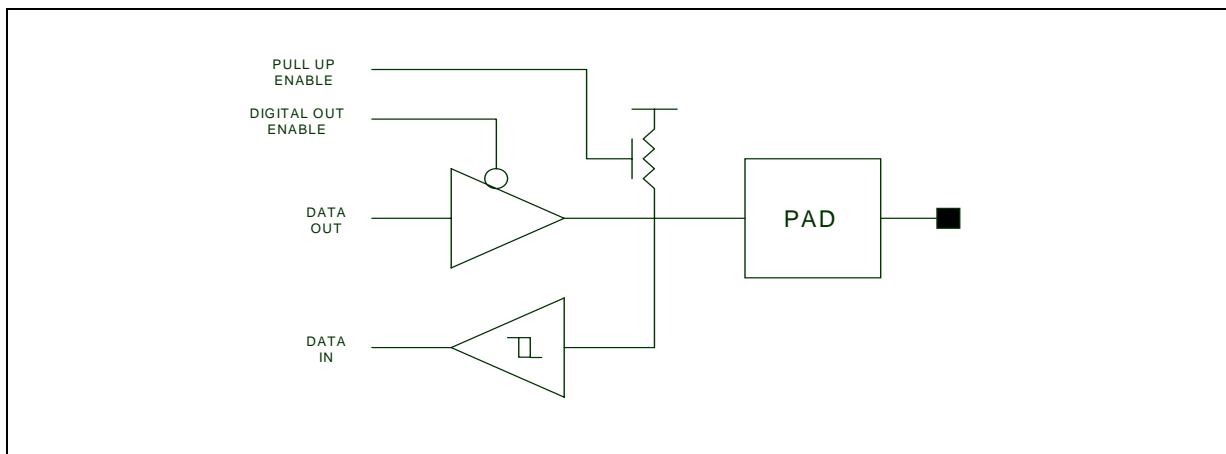 PULL UP
ENABLE
DIGITAL OUT
ENABLE
DATA
OUT
PAD
DATA
IN